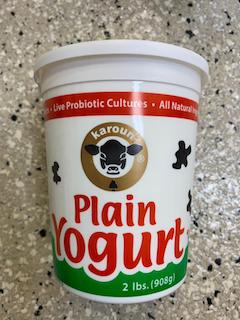 • Live Probiotic Cultures • All Natural
karoun
®
Plain
Yogurt
2 lbs. (908g)